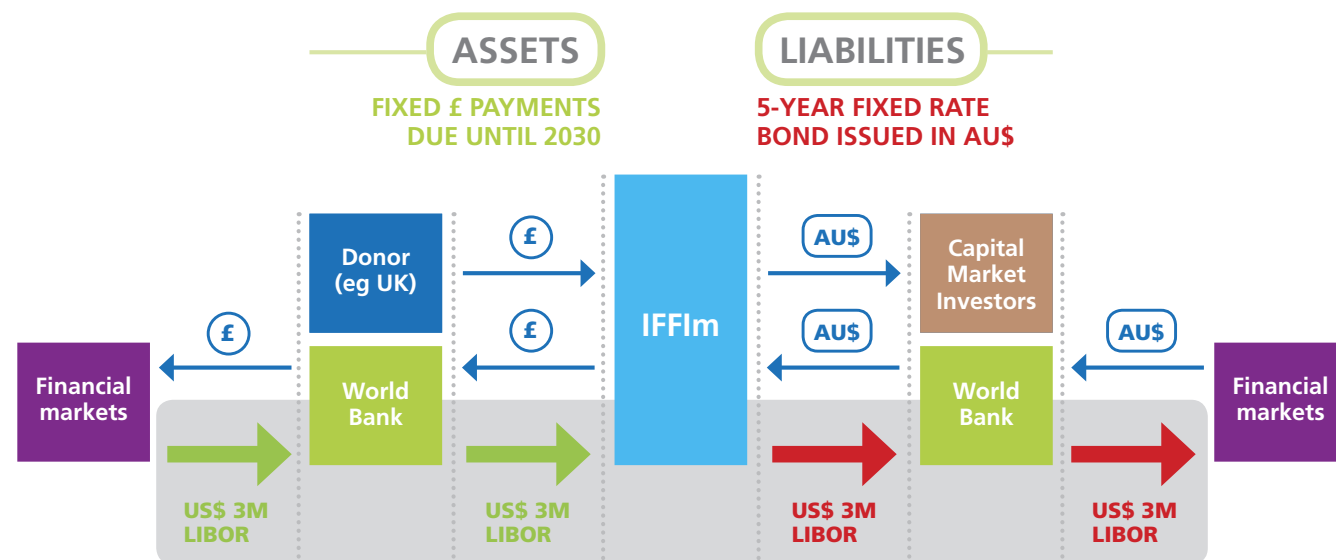 ASSETS
LIABILITIES
FIXED £ PAYMENTS
DUE UNTIL 2030
5-YEAR FIXED RATE
BOND ISSUED IN AU$
Donor
(eg UK)
£
IFFIm
AU$
Capital
Market
Investors
£
£
AU$
AU$
Financial
markets
World
Bank
World
Bank
Financial
markets
US$ 3M
LIBOR
US$ 3M
LIBOR
US$ 3M
LIBOR
US$ 3M
LIBOR